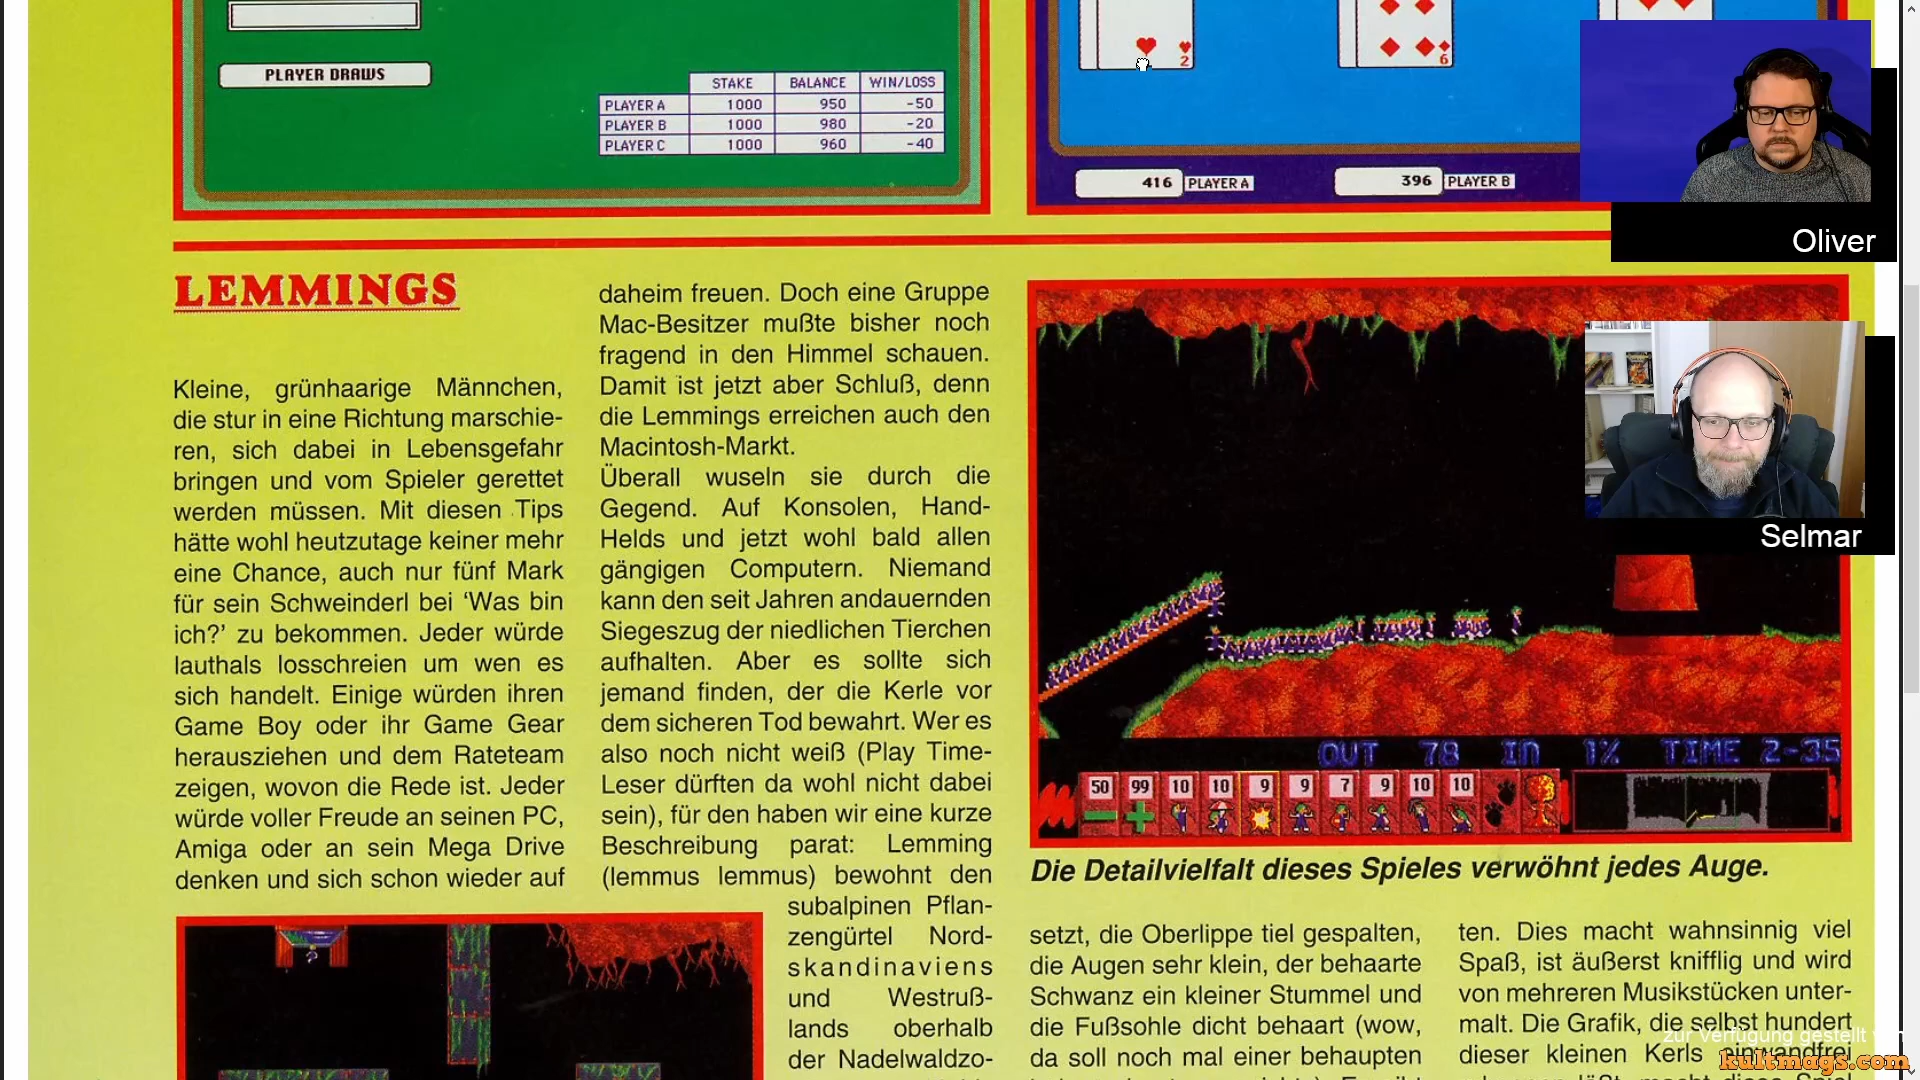 PLAYER DRAWS
STAKE BALANCE WIN/LOSS
PLAYER A 1000 950 -50
PLAYER B 1000 980 -20
PLAYER C 1000 960 -40
2
6
416 PLAYER A
396 PLAYER B
Oliver
Selmar
LEMMINGS
Kleine, grünhaarige Männchen,
die stur in eine Richtung marschie-
ren, sich dabei in Lebensgefahr
bringen und vom Spieler gerettet
werden müssen. Mit diesen Tips
hätte wohl heutzutage keiner mehr
eine Chance, auch nur fünf Mark
für sein Schweinderl bei ‘Was bin
ich?’ zu bekommen. Jeder würde
lauthals losschreien um wen es
sich handelt. Einige würden ihren
Game Boy oder ihr Game Gear
herausziehen und dem Rateteam
zeigen, wovon die Rede ist. Jeder
würde voller Freude an seinen PC,
Amiga oder an sein Mega Drive
denken und sich schon wieder auf
daheim freuen. Doch eine Gruppe
Mac-Besitzer mußte bisher noch
fragend in den Himmel schauen.
Damit ist jetzt aber Schluß, denn
die Lemmings erreichen auch den
Macintosh-Markt.
Überall wuseln sie durch die
Gegend. Auf Konsolen, Hand-
Helds und jetzt wohl bald allen
gängigen Computern. Niemand
kann den seit Jahren andauernden
Siegeszug der niedlichen Tierchen
aufhalten. Aber es sollte sich
jemand finden, der die Kerle vor
dem sicheren Tod bewahrt. Wer es
also noch nicht weiß (Play Time-
Leser dürften da wohl nicht dabei
sein), für den haben wir eine kurze
Beschreibung parat: Lemming
(lemmus lemmus) bewohnt den
subalpinen Pflan-
zengürtel Nord-
skandinaviens
und Westruß-
lands oberhalb
der Nadelwaldzo-
OUT 78 IN 1% TIME 2-35
50 99 10 10 9 9 7 9 10 10
Die Detailvielfalt dieses Spieles verwöhnt jedes Auge.
setzt, die Oberlippe tiel gespalten,
die Augen sehr klein, der behaarte
Schwanz ein kleiner Stummel und
die Fußsohle dicht behaart (wow,
da soll noch mal einer behaupten
ten. Dies macht wahnsinnig viel
Spaß, ist äußerst knifflig und wird
von mehreren Musikstücken unter-
malt. Die Grafik, die selbst hundert
dieser kleinen Kerls einwandfrei
zur Verfügung gestellt von
kultmags.com